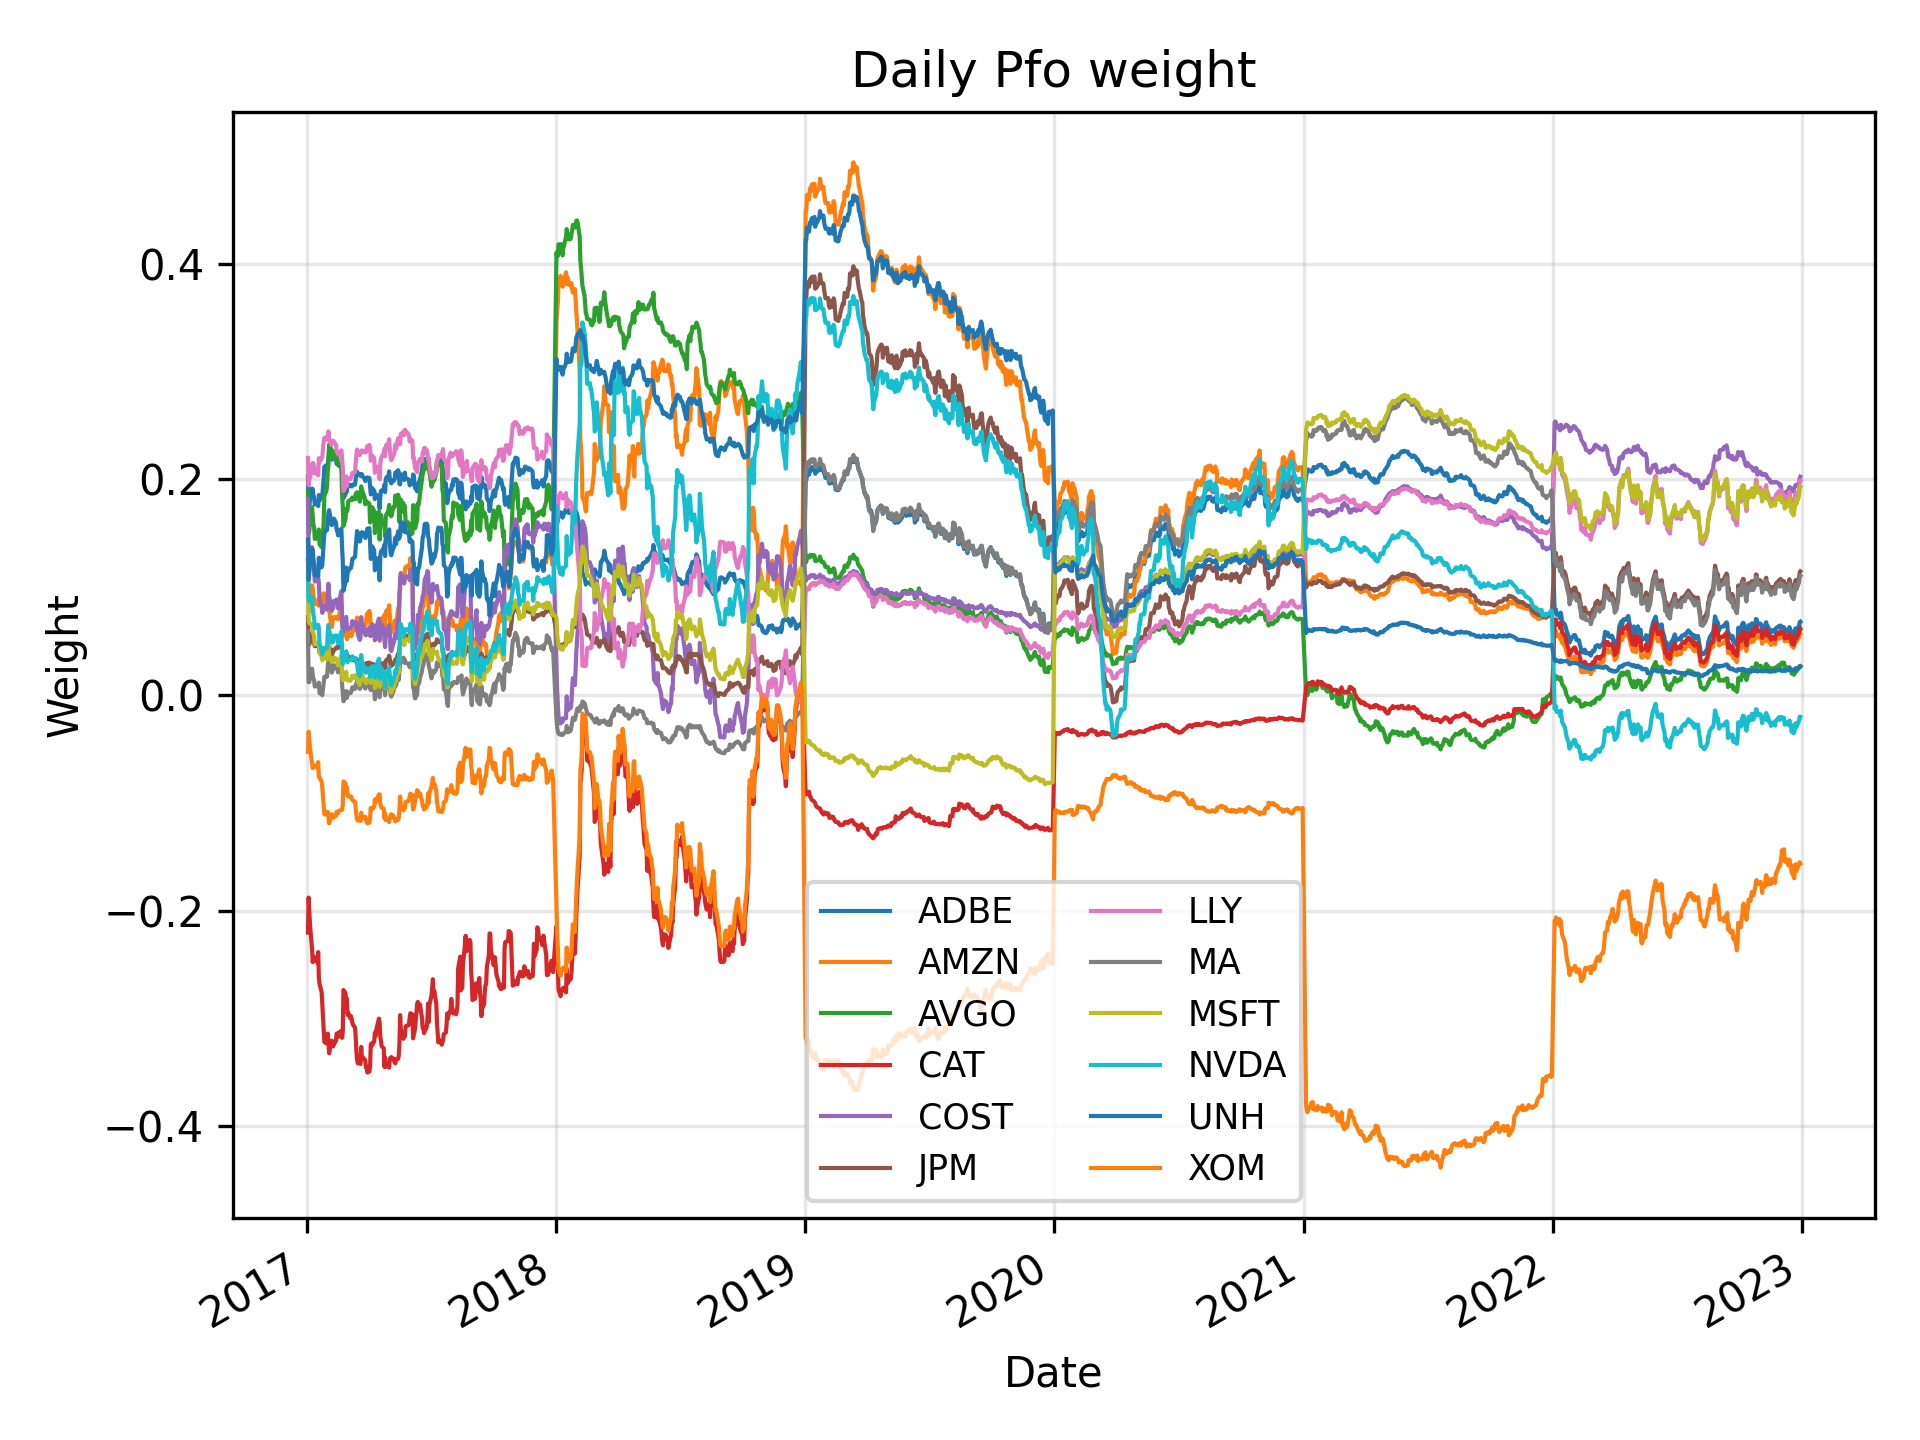 Daily Pfo weight
Weight
0.4
0.2
0.0
−0.2
−0.4
ADBE
AMZN
AVGO
CAT
COST
JPM
LLY
MA
MSFT
NVDA
UNH
XOM
2017
2018
2019
2020
2021
2022
2023
Date